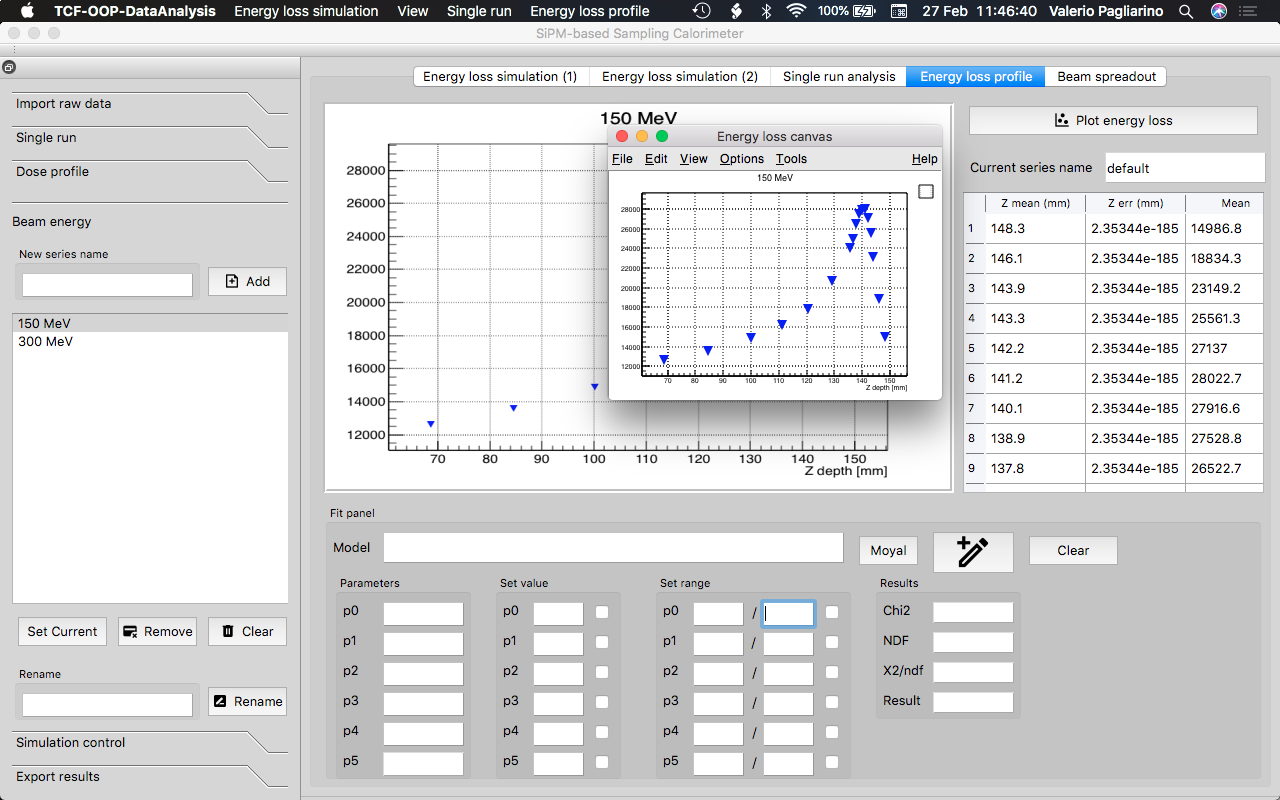 TCF-OOP-DataAnalysis Energy loss simulation View Single run Energy loss profile 100% 27 Feb 11:46:40 Valerio Pagliarino
SiPM-based Sampling Calorimeter
Import raw data
Single run
Dose profile
Beam energy
New series name
Add
150 MeV
300 MeV
Set Current Remove Clear
Rename
Rename
Simulation control
Export results
Energy loss simulation (1) Energy loss simulation (2) Single run analysis Energy loss profile Beam spreadout
150 MeV
28000
26000
24000
22000
20000
18000
16000
14000
12000
70 80 90 100 110 120 130 140 150
Z depth [mm]
Energy loss canvas
File Edit View Options Tools Help
150 MeV
28000
26000
24000
22000
20000
18000
16000
14000
12000
70 80 90 100 110 120 130 140 150
Z depth [mm]
Plot energy loss
Current series name default
Z mean (mm) Z err (mm) Mean
1 148.3 2.35344e-185 14986.8
2 146.1 2.35344e-185 18834.3
3 143.9 2.35344e-185 23149.2
4 143.3 2.35344e-185 25561.3
5 142.2 2.35344e-185 27137
6 141.2 2.35344e-185 28022.7
7 140.1 2.35344e-185 27916.6
8 138.9 2.35344e-185 27528.8
9 137.8 2.35344e-185 26522.7
Fit panel
Model Moyal Clear
Parameters Set value Set range Results
p0 p0 p0 / Chi2
p1 p1 p1 / NDF
p2 p2 p2 / X2/ndf
p3 p3 p3 / Result
p4 p4 p4 /
p5 p5 p5 /